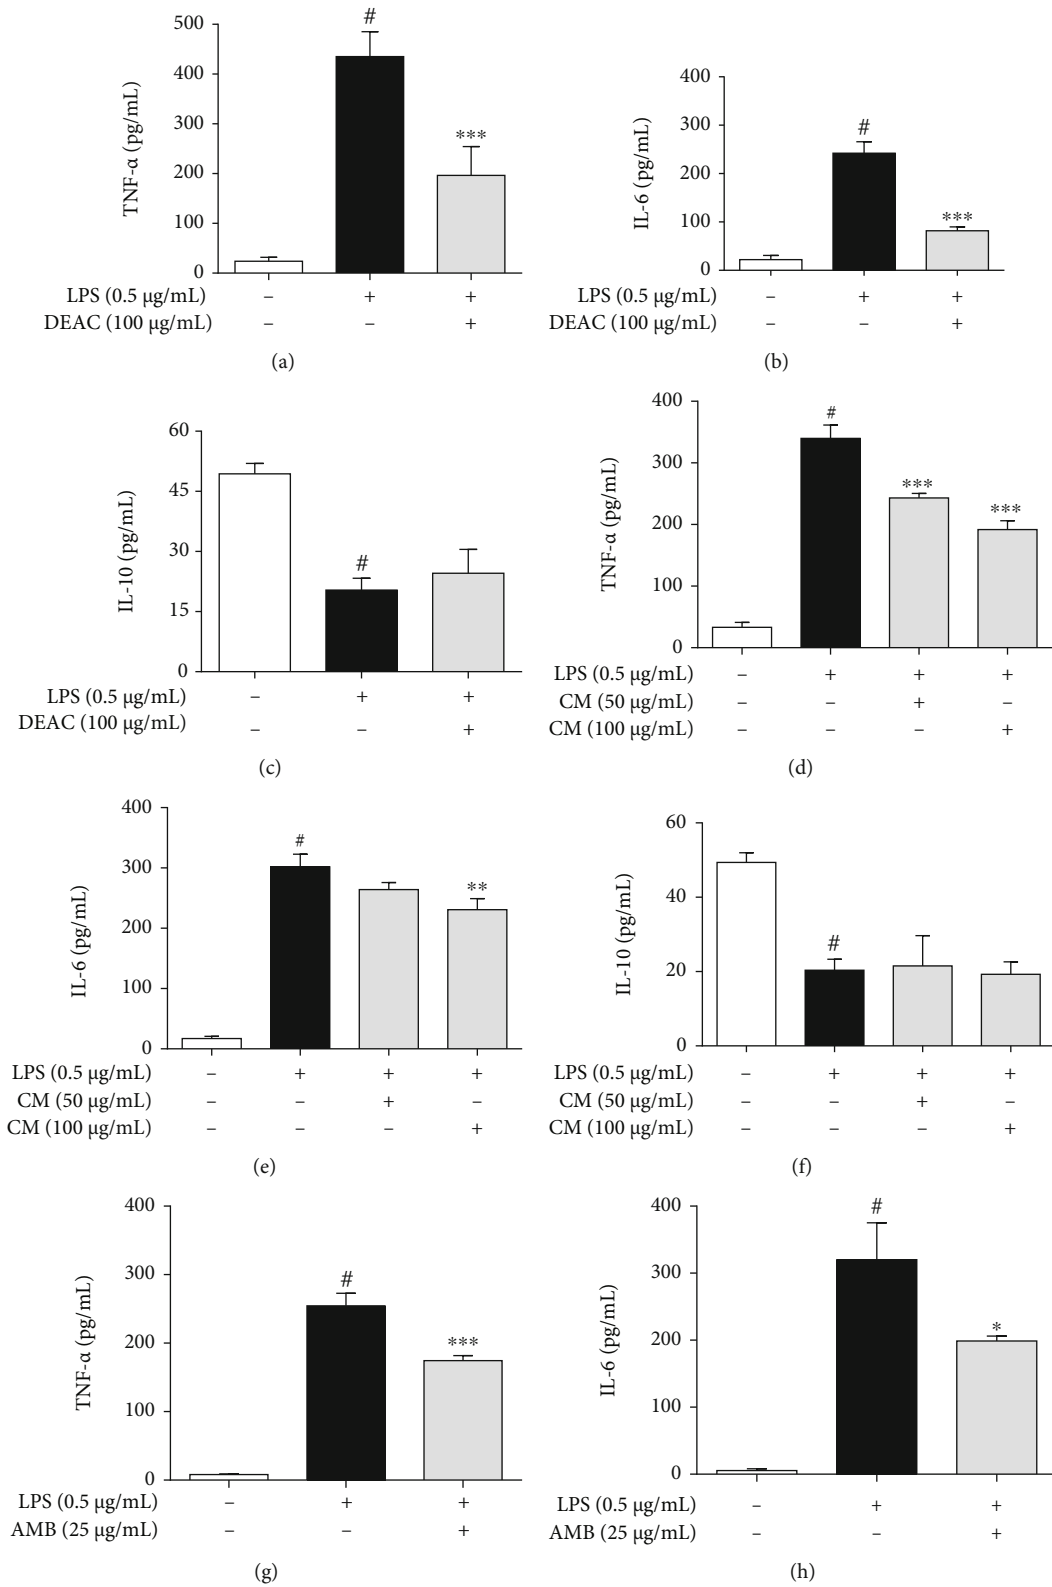 500
400
300
200
100
0
TNF-α (pg/mL)
#
***
LPS (0.5 μg/mL) – + +
DEAC (100 μg/mL) – – +
(a)
400
300
200
100
0
IL-6 (pg/mL)
#
***
LPS (0.5 μg/mL) – + +
DEAC (100 μg/mL) – – +
(b)
60
45
30
15
0
IL-10 (pg/mL)
#
LPS (0.5 μg/mL) – + +
DEAC (100 μg/mL) – – +
(c)
400
300
200
100
0
TNF-α (pg/mL)
#
***
***
LPS (0.5 μg/mL) – + + +
CM (50 μg/mL) – – + –
CM (100 μg/mL) – – – +
(d)
400
300
200
100
0
IL-6 (pg/mL)
#
**
LPS (0.5 μg/mL) – + + +
CM (50 μg/mL) – – + –
CM (100 μg/mL) – – – +
(e)
60
40
20
0
IL-10 (pg/mL)
#
LPS (0.5 μg/mL) – + + +
CM (50 μg/mL) – – + –
CM (100 μg/mL) – – – +
(f)
400
300
200
100
0
TNF-α (pg/mL)
#
***
LPS (0.5 μg/mL) – + +
AMB (25 μg/mL) – – +
(g)
400
300
200
100
0
IL-6 (pg/mL)
#
*
LPS (0.5 μg/mL) – + +
AMB (25 μg/mL) – – +
(h)